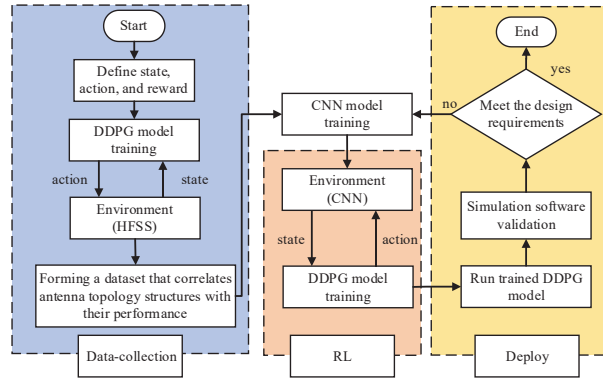 Start
Define state,
action, and reward
DDPG model
training
action
state
Environment
(HFSS)
Forming a dataset that correlates
antenna topology structures with
their performance
Data-collection
CNN model
training
Environment
(CNN)
state
action
DDPG model
training
RL
End
yes
no
Meet the design
requirements
Simulation software
validation
Run trained DDPG
model
Deploy